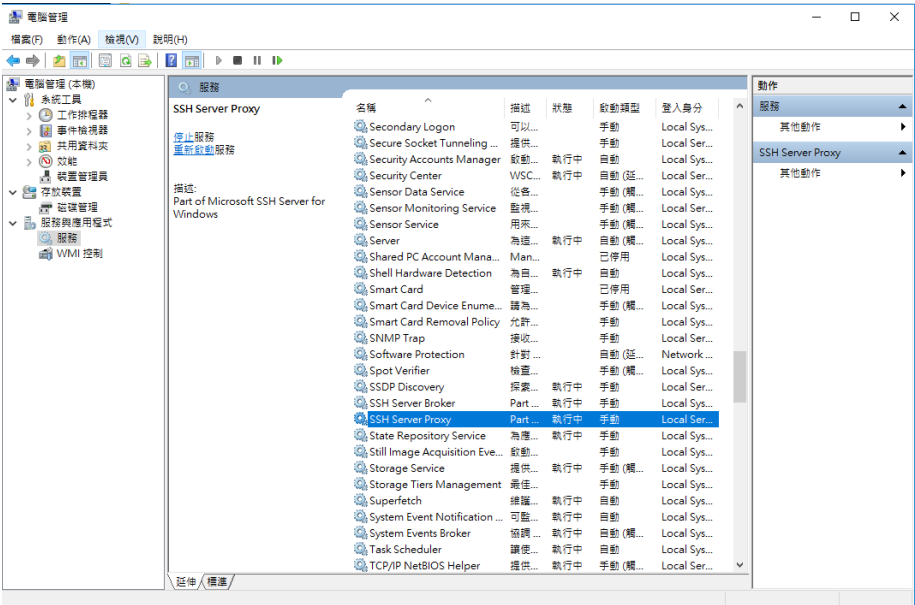 電腦管理
檔案(F) 動作(A) 檢視(V) 說明(H)
電腦管理 (本機)
系統工具
工作排程器
事件檢視器
共用資料夾
效能
裝置管理員
存放裝置
磁碟管理
服務與應用程式
服務
WMI 控制
服務
SSH Server Proxy
停止服務
重新啟動服務
描述:
Part of Microsoft SSH Server for
Windows
名稱 描述 狀態 啟動類型 登入身分
Secondary Logon 可以... 手動 Local Sys...
Secure Socket Tunneling ... 提供... 手動 Local Ser...
Security Accounts Manager 啟動... 執行中 自動 Local Sys...
Security Center WSC... 執行中 自動 (延... Local Ser...
Sensor Data Service 從各... 手動 (觸... Local Sys...
Sensor Monitoring Service 監視... 手動 (觸... Local Ser...
Sensor Service 用來... 手動 (觸... Local Sys...
Server 為這... 執行中 自動 (觸... Local Sys...
Shared PC Account Mana... Man... 已停用 Local Sys...
Shell Hardware Detection 為自... 執行中 自動 Local Sys...
Smart Card 管理... 已停用 Local Ser...
Smart Card Device Enume... 請為... 手動 (觸... Local Sys...
Smart Card Removal Policy 允許... 手動 Local Sys...
SNMP Trap 接收... 手動 Local Ser...
Software Protection 針對 ... 自動 (延... Network ...
Spot Verifier 檢查... 手動 (觸... Local Sys...
SSDP Discovery 探索... 執行中 手動 Local Ser...
SSH Server Broker Part ... 執行中 手動 Local Sys...
SSH Server Proxy Part ... 執行中 手動 Local Ser...
State Repository Service 為應... 執行中 手動 Local Sys...
Still Image Acquisition Eve... 啟動... 手動 Local Sys...
Storage Service 提供... 執行中 手動 (觸... Local Sys...
Storage Tiers Management 最佳... 手動 Local Sys...
Superfetch 維護... 執行中 自動 Local Sys...
System Event Notification ... 可監... 執行中 自動 Local Sys...
System Events Broker 協調 ... 執行中 自動 (觸... Local Sys...
Task Scheduler 讓使... 執行中 自動 Local Sys...
TCP/IP NetBIOS Helper 提供... 執行中 手動 (觸... Local Ser...
延伸 標準
動作
服務
其他動作
SSH Server Proxy
其他動作